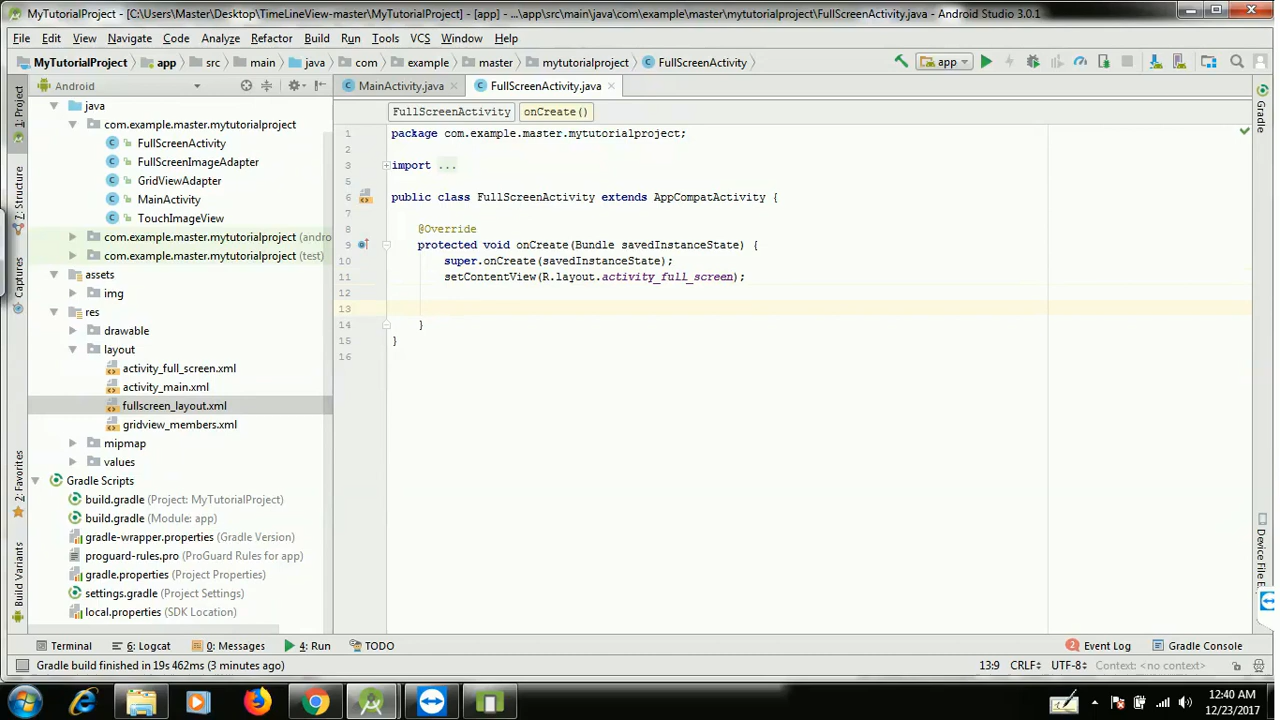 MyTutorialProject - [C:\Users\Master\Desktop\TimeLineView-master\MyTutorialProject] - [app] - ...\app\src\main\java\com\example\master\mytutorialproject\FullScreenActivity.java - Android Studio 3.0.1
File Edit View Navigate Code Analyze Refactor Build Run Tools VCS Window Help
MyTutorialProject app src main java com example master mytutorialproject FullScreenActivity app
Android MainActivity.java FullScreenActivity.java
1: Project
7: Structure
Captures
2: Favorites
Build Variants
java
com.example.master.mytutorialproject
FullScreenActivity
FullScreenImageAdapter
GridViewAdapter
MainActivity
TouchImageView
com.example.master.mytutorialproject (andro
com.example.master.mytutorialproject (test)
assets
img
res
drawable
layout
activity_full_screen.xml
activity_main.xml
fullscreen_layout.xml
gridview_members.xml
mipmap
values
Gradle Scripts
build.gradle (Project: MyTutorialProject)
build.gradle (Module: app)
gradle-wrapper.properties (Gradle Version)
proguard-rules.pro (ProGuard Rules for app)
gradle.properties (Project Properties)
settings.gradle (Project Settings)
local.properties (SDK Location)
FullScreenActivity onCreate()
1 package com.example.master.mytutorialproject;
2
3 import ...
5
6 public class FullScreenActivity extends AppCompatActivity {
7
8 @Override
9 protected void onCreate(Bundle savedInstanceState) {
10 super.onCreate(savedInstanceState);
11 setContentView(R.layout.activity_full_screen);
12
13
14 }
15 }
16
Gradle
Device File E
Terminal 6: Logcat 0: Messages 4: Run TODO 2 Event Log Gradle Console
Gradle build finished in 19s 462ms (3 minutes ago) 13:9 CRLF UTF-8 Context: <no context>
12:40 AM
12/23/2017